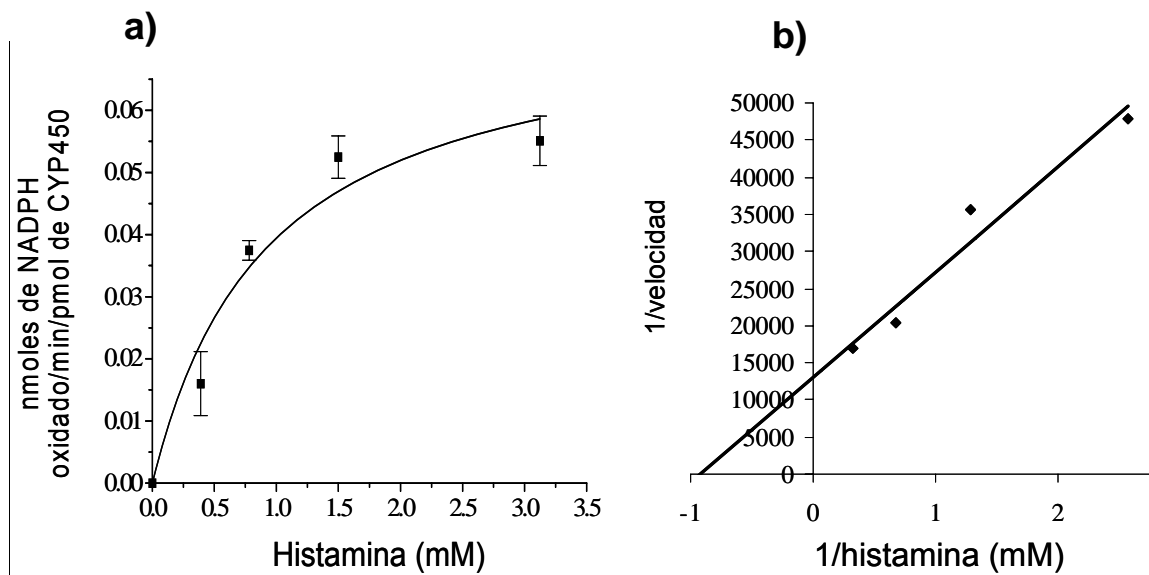 a)
nmoles de NADPH
oxidado/min/pmol de CYP450
0.06
0.05
0.04
0.03
0.02
0.01
0.00
0.0 0.5 1.0 1.5 2.0 2.5 3.0 3.5
Histamina (mM)
b)
1/velocidad
50000
45000
40000
35000
30000
25000
20000
15000
10000
5000
0
-1 0 1 2
1/histamina (mM)